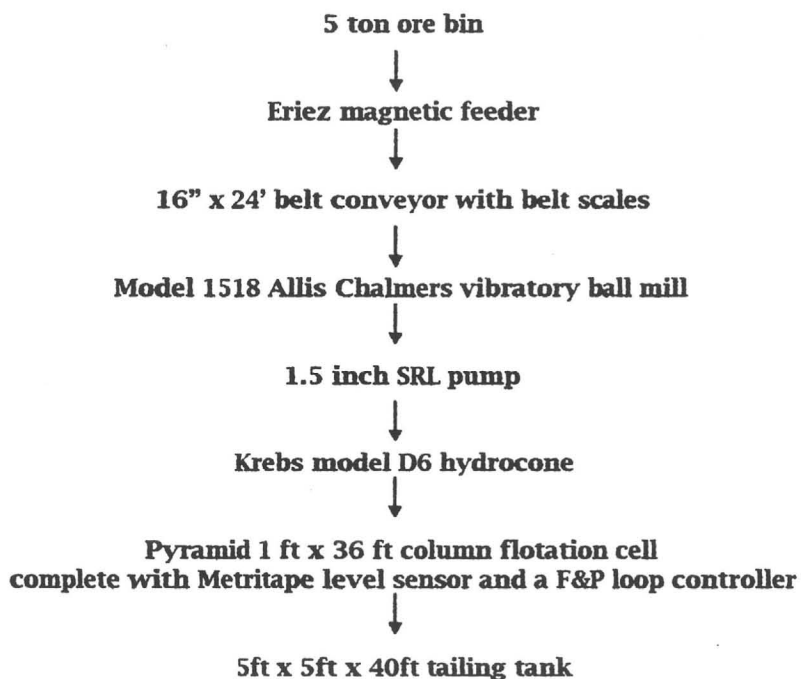 5 ton ore bin
Eriez magnetic feeder
16” x 24’ belt conveyor with belt scales
Model 1518 Allis Chalmers vibratory ball mill
1.5 inch SRL pump
Krebs model D6 hydrocone
Pyramid 1 ft x 36 ft column flotation cell
complete with Metritape level sensor and a F&P loop controller
5ft x 5ft x 40ft tailing tank